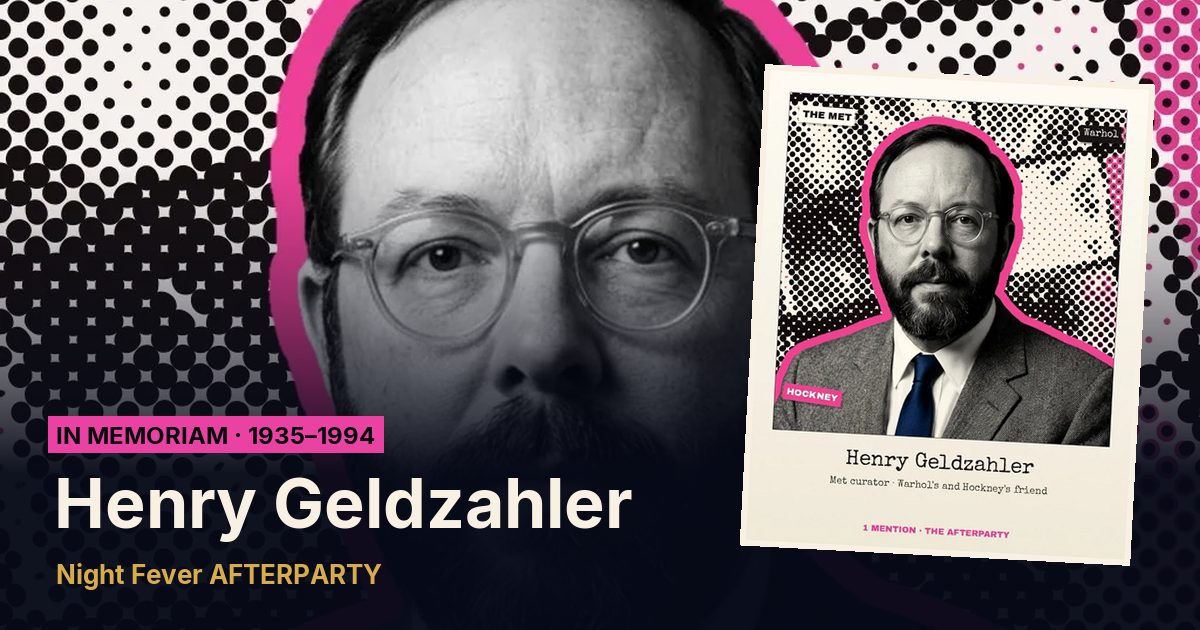 IN MEMORIAM · 1935–1994
Henry Geldzahler
Night Fever AFTERPARTY
THE MET
Warhol
HOCKNEY
Henry Geldzahler
Met curator · Warhol's and Hockney's friend
1 MENTION · THE AFTERPARTY